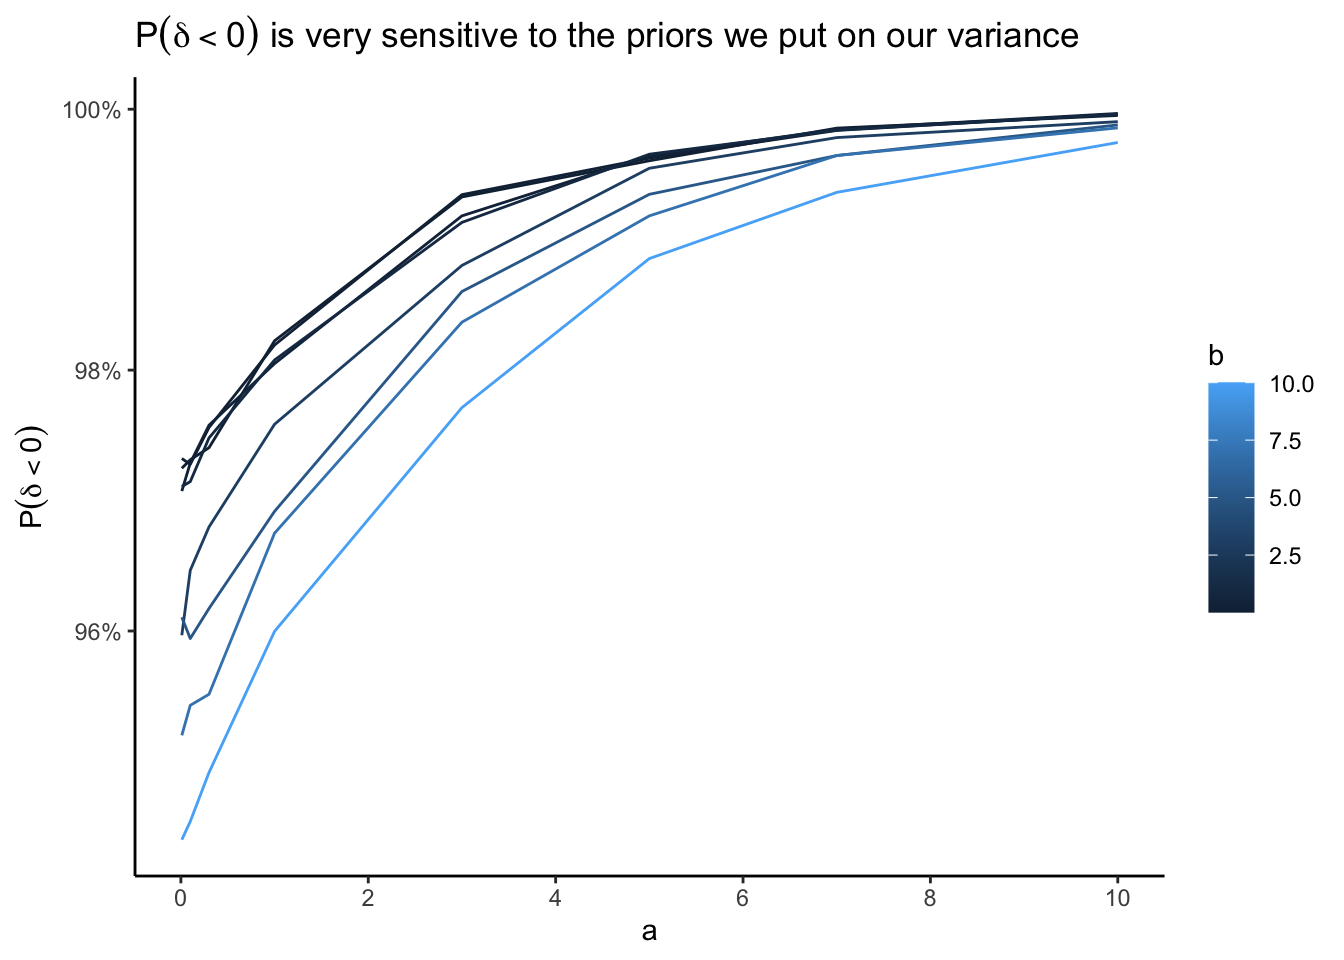 P(δ < 0) is very sensitive to the priors we put on our variance
100%
98%
96%
P(δ < 0)
0 2 4 6 8 10
a
b
10.0
7.5
5.0
2.5